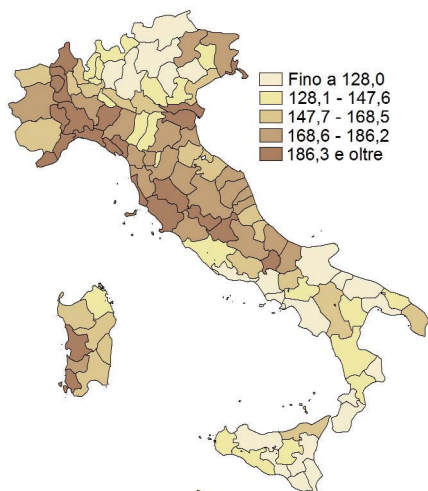 Fino a 128,0
128,1 - 147,6
147,7 - 168,5
168,6 - 186,2
186,3 e oltre